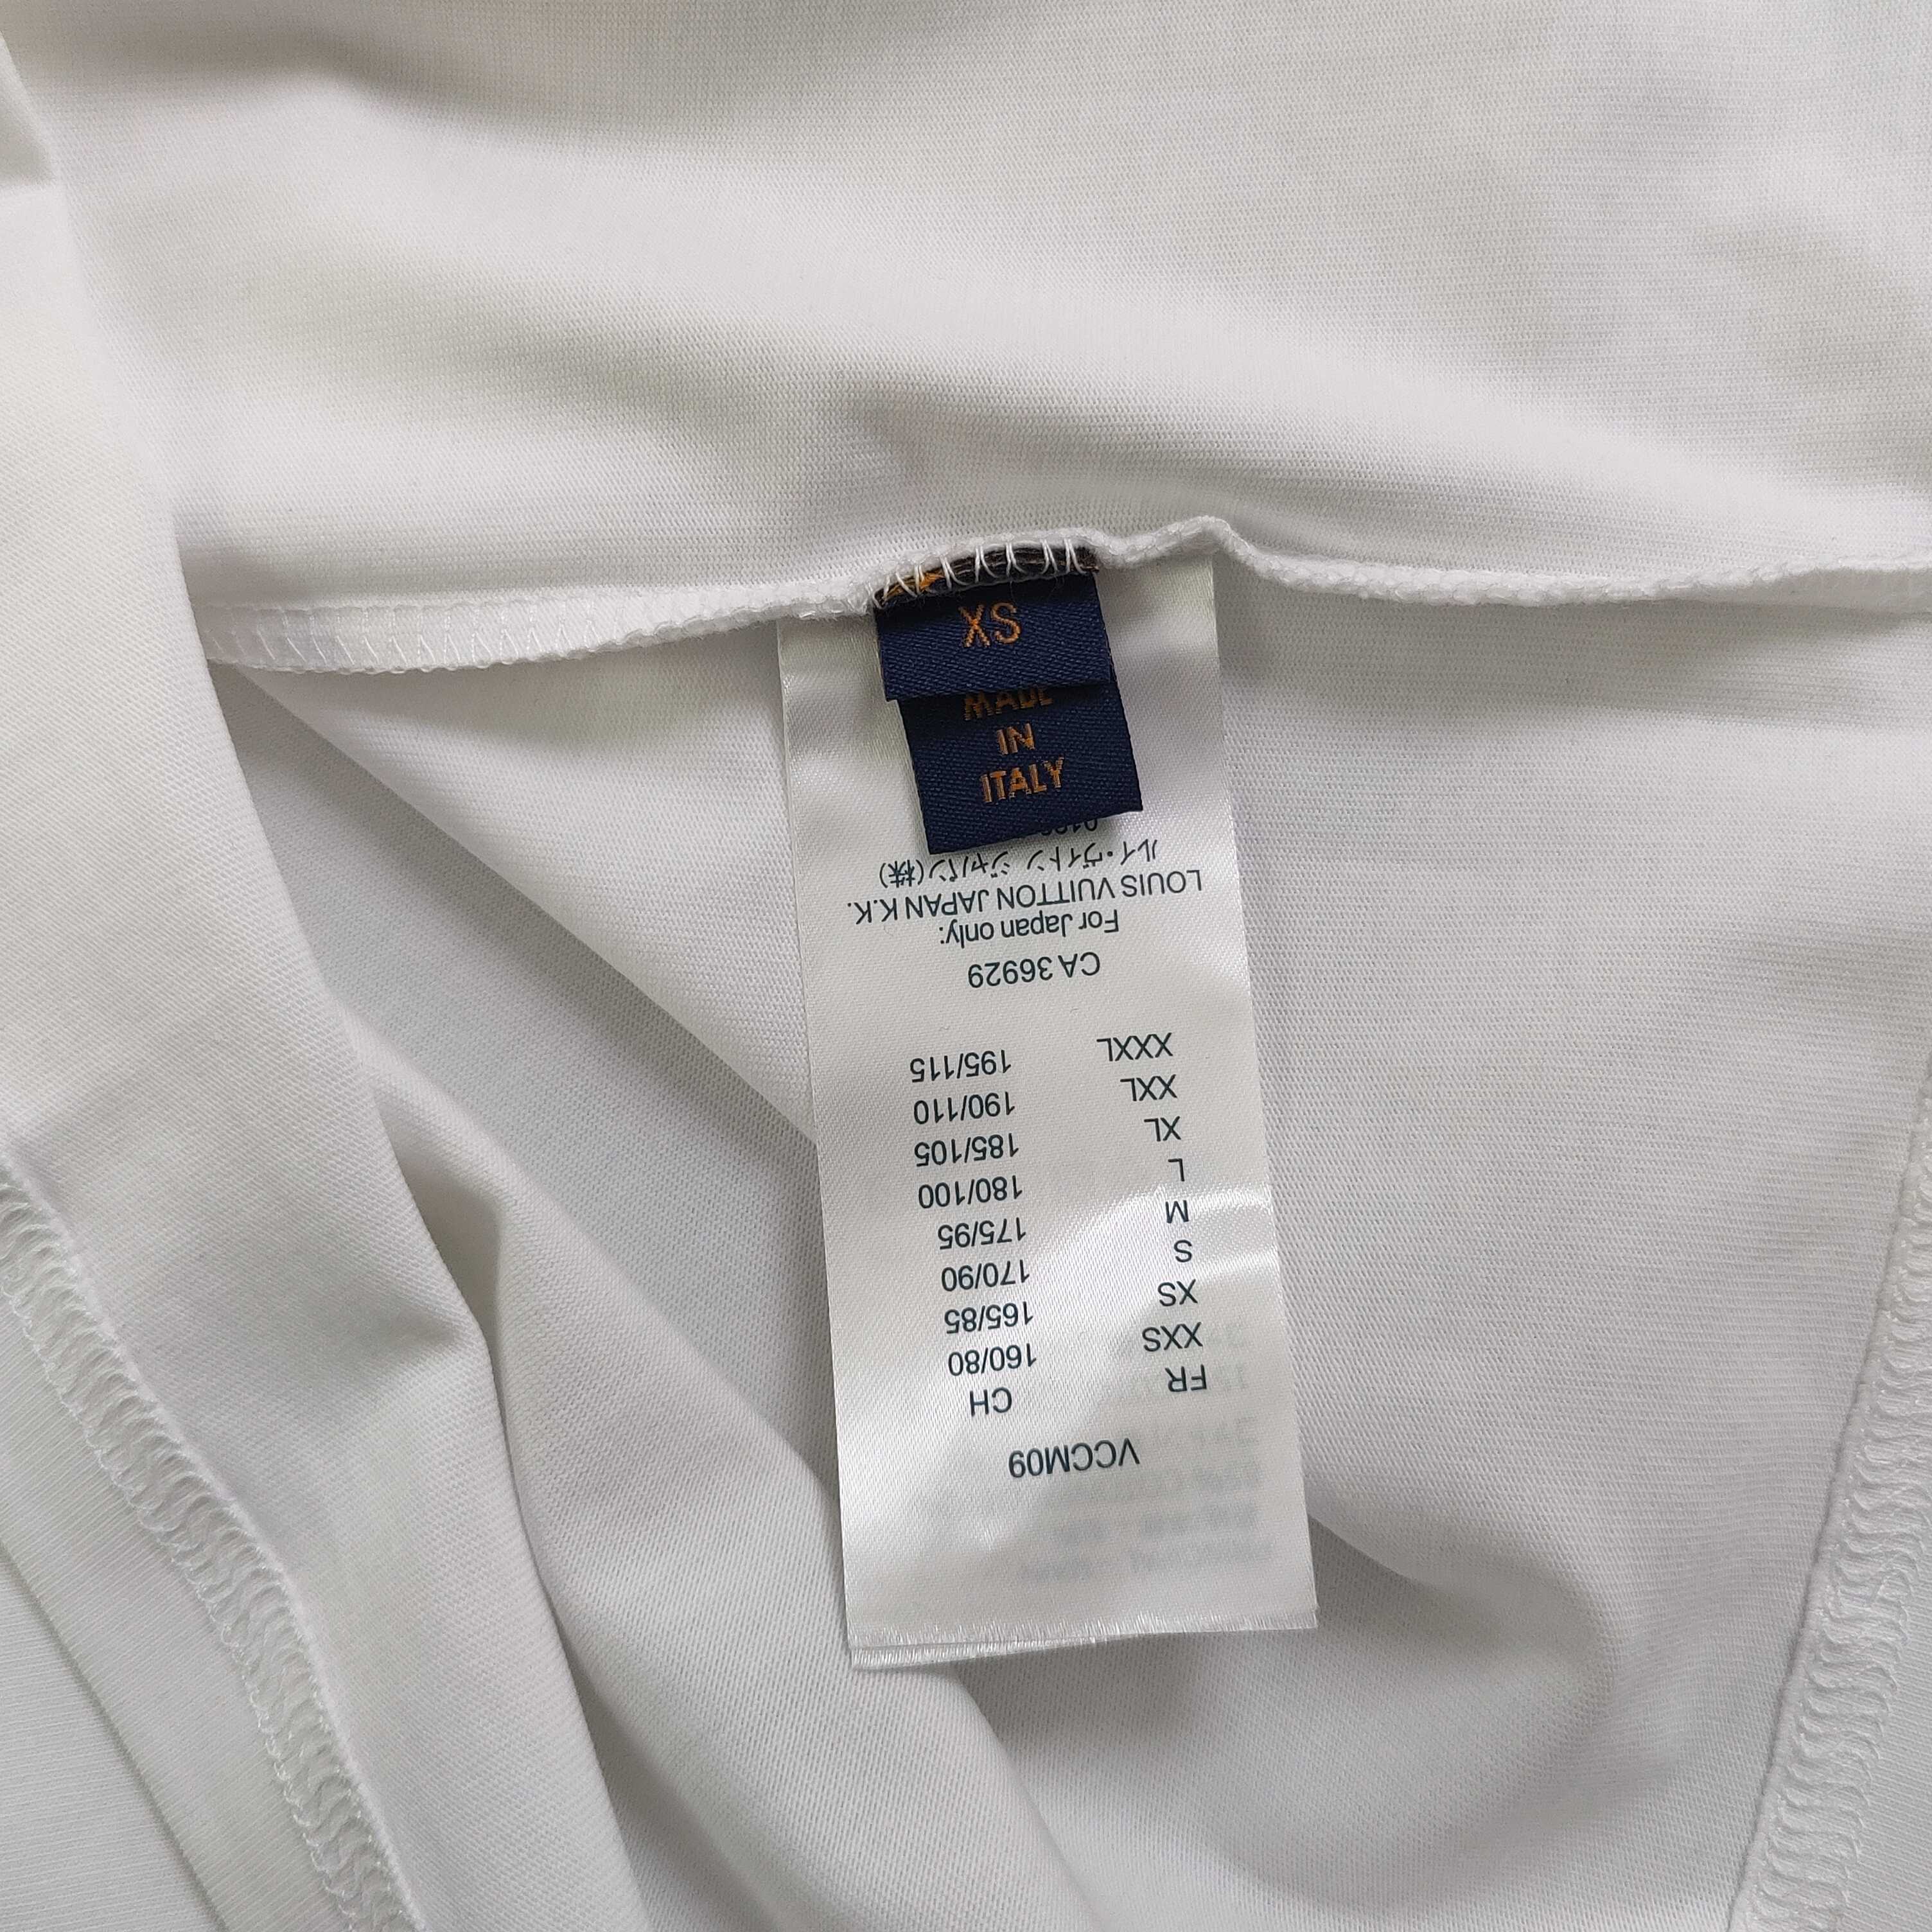 XS
MADE
IN
ITALY
VCCM09
FR CH
XXS 160/80
XS 165/85
S 170/90
M 175/95
L 180/100
XL 185/105
XXL 190/110
XXXL 195/115
CA 36929
For Japan only:
LOUIS VUITTON JAPAN K.K.
ルイ・ヴィトン ジャパン(株)